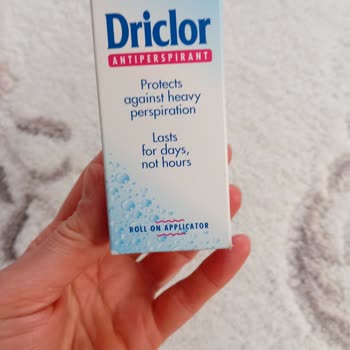 Driclor
ANTIPERSPIRANT
Protects
against heavy
perspiration
Lasts
for days,
not hours
ROLL ON APPLICATOR